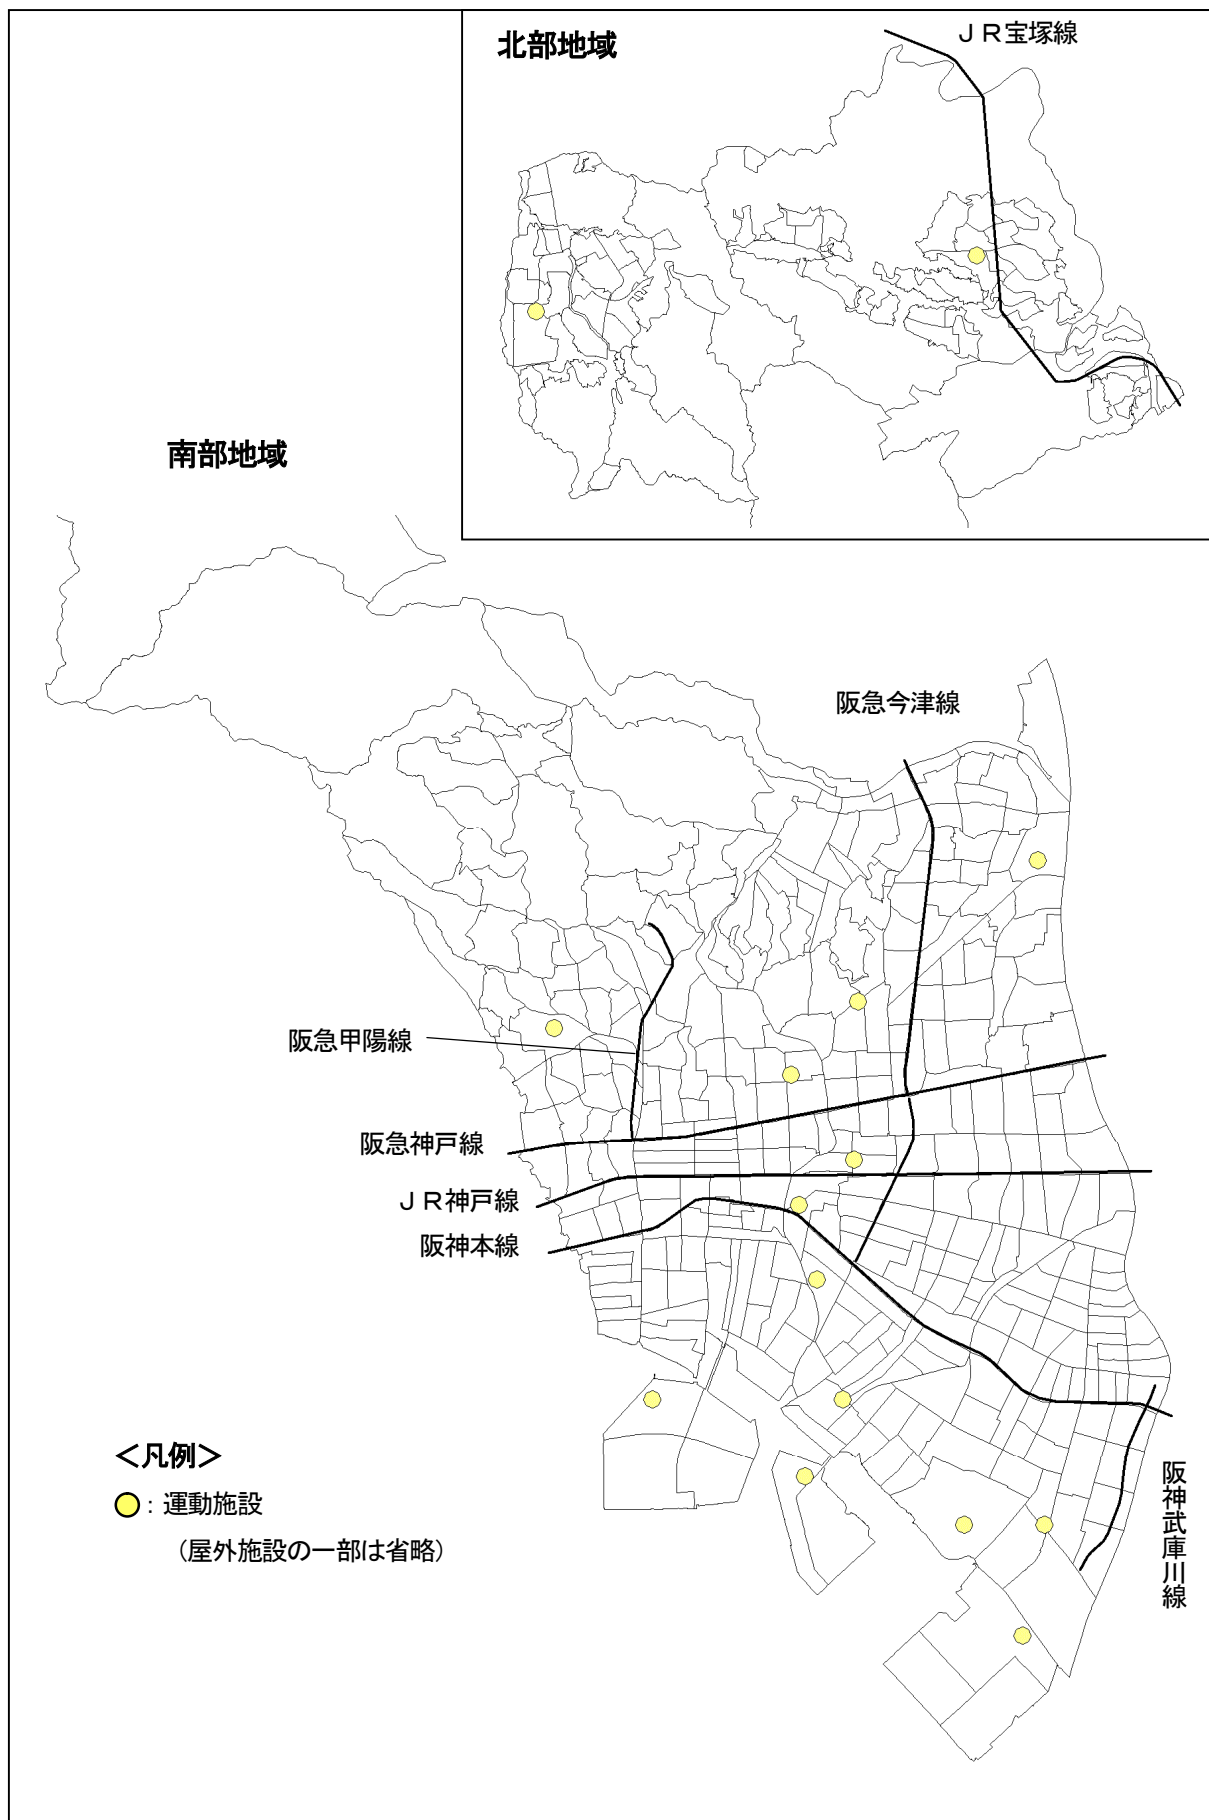 北部地域
ＪＲ宝塚線
南部地域
阪急今津線
阪急甲陽線
阪急神戸線
ＪＲ神戸線
阪神本線
＜凡例＞
：運動施設
（屋外施設の一部は省略）
阪神武庫川線